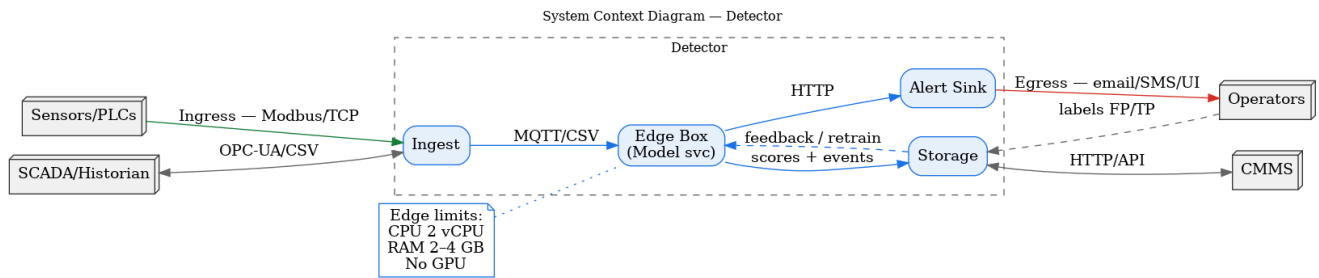 System Context Diagram — Detector
Detector
Sensors/PLCs
Ingress — Modbus/TCP
SCADA/Historian
OPC-UA/CSV
Ingest
MQTT/CSV
Edge Box
(Model svc)
HTTP
feedback / retrain
scores + events
Alert Sink
Storage
Egress — email/SMS/UI
labels FP/TP
HTTP/API
Operators
CMMS
Edge limits:
CPU 2 vCPU
RAM 2–4 GB
No GPU